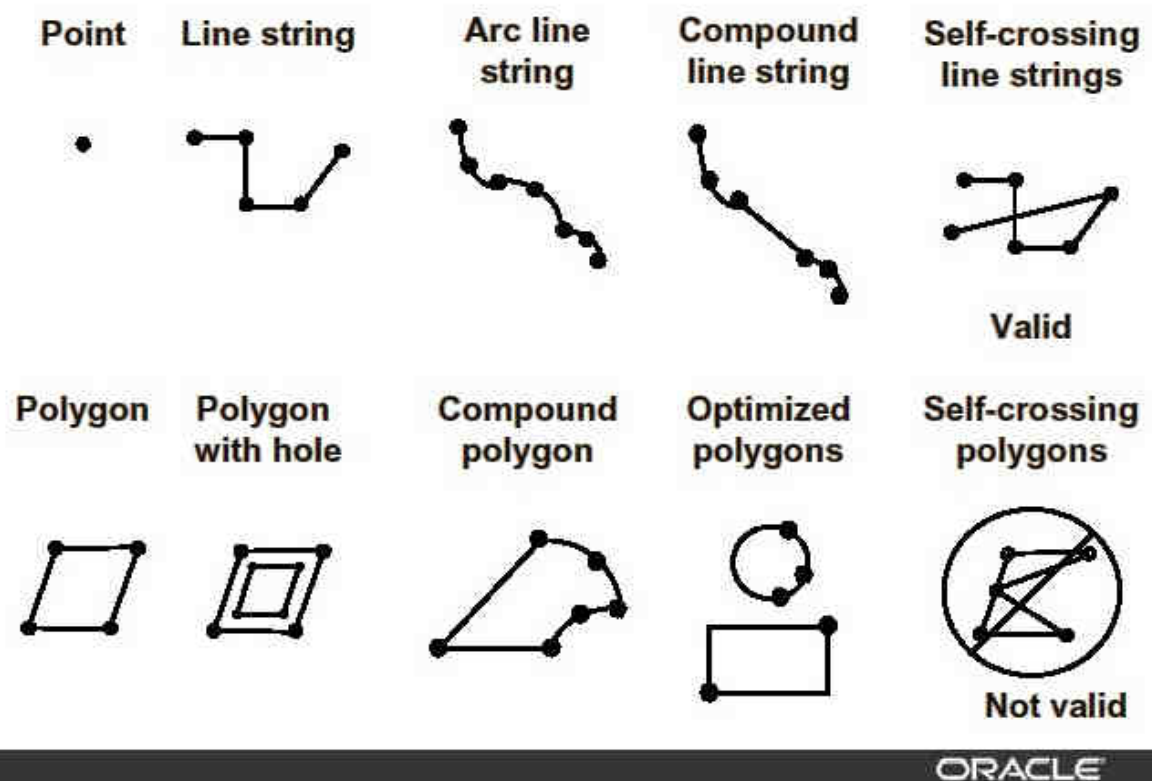 Point
Line string
Arc line
string
Compound
line string
Self-crossing
line strings
Valid
Polygon
Polygon
with hole
Compound
polygon
Optimized
polygons
Self-crossing
polygons
Not valid
ORACLE